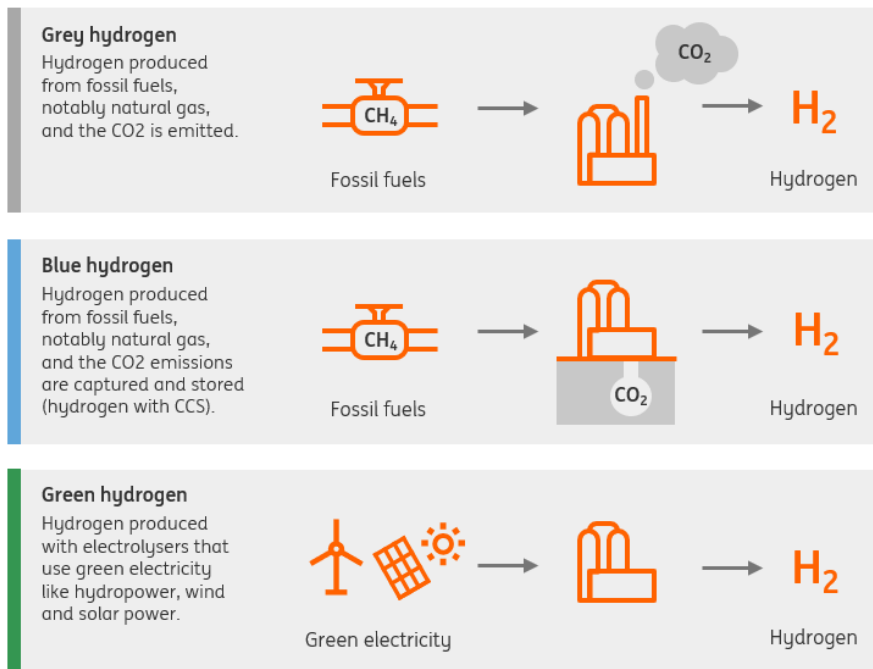 Grey hydrogen
Hydrogen produced
from fossil fuels,
notably natural gas,
and the CO2 is emitted.
CH₄
Fossil fuels
CO₂
H₂
Hydrogen
Blue hydrogen
Hydrogen produced
from fossil fuels,
notably natural gas,
and the CO2 emissions
are captured and stored
(hydrogen with CCS).
CH₄
Fossil fuels
CO₂
H₂
Hydrogen
Green hydrogen
Hydrogen produced
with electrolysers that
use green electricity
like hydropower, wind
and solar power.
Green electricity
H₂
Hydrogen